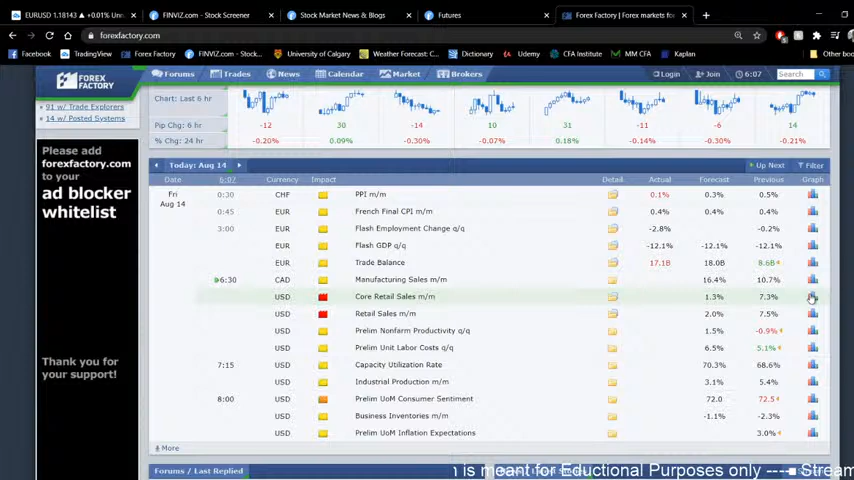 EURUSD 1.18143 ▲ +0.01% Unn
FINVIZ.com - Stock Screener
Stock Market News & Blogs
Futures
Forex Factory | Forex markets for
forexfactory.com
Facebook
TradingView
Forex Factory
FINVIZ.com - Stock...
University of Calgary
Weather Forecast: C...
Dictionary
Udemy
CFA Institute
MM CFA
Kaplan
Other boo
FOREX FACTORY
Forums
Trades
News
Calendar
Market
Brokers
Login
Join
6:07
Search
91 w/ Trade Explorers
14 w/ Posted Systems
Chart: Last 6 hr
Pip Chg: 6 hr -12 30 -14 10 31 -11 -6 14
% Chg: 24 hr -0.20% 0.09% -0.30% -0.07% 0.18% -0.14% -0.30% -0.21%
Please add
forexfactory.com
to your
ad blocker
whitelist
Thank you for
your support!
Today: Aug 14
Up Next
Filter
Date 6:07 Currency Impact Detail Actual Forecast Previous Graph
Fri Aug 14 0:30 CHF PPI m/m 0.1% 0.3% 0.5%
0:45 EUR French Final CPI m/m 0.4% 0.4% 0.4%
3:00 EUR Flash Employment Change q/q -2.8% -0.2%
EUR Flash GDP q/q -12.1% -12.1% -12.1%
EUR Trade Balance 17.1B 18.0B 8.6B
6:30 CAD Manufacturing Sales m/m 16.4% 10.7%
USD Core Retail Sales m/m 1.3% 7.3%
USD Retail Sales m/m 2.0% 7.5%
USD Prelim Nonfarm Productivity q/q 1.5% -0.9%
USD Prelim Unit Labor Costs q/q 6.5% 5.1%
7:15 USD Capacity Utilization Rate 70.3% 68.6%
USD Industrial Production m/m 3.1% 5.4%
8:00 USD Prelim UoM Consumer Sentiment 72.0 72.5
USD Business Inventories m/m -1.1% -2.3%
USD Prelim UoM Inflation Expectations 3.0%
More
Forums / Last Replied
n is meant for Eductional Purposes only ---- Stream